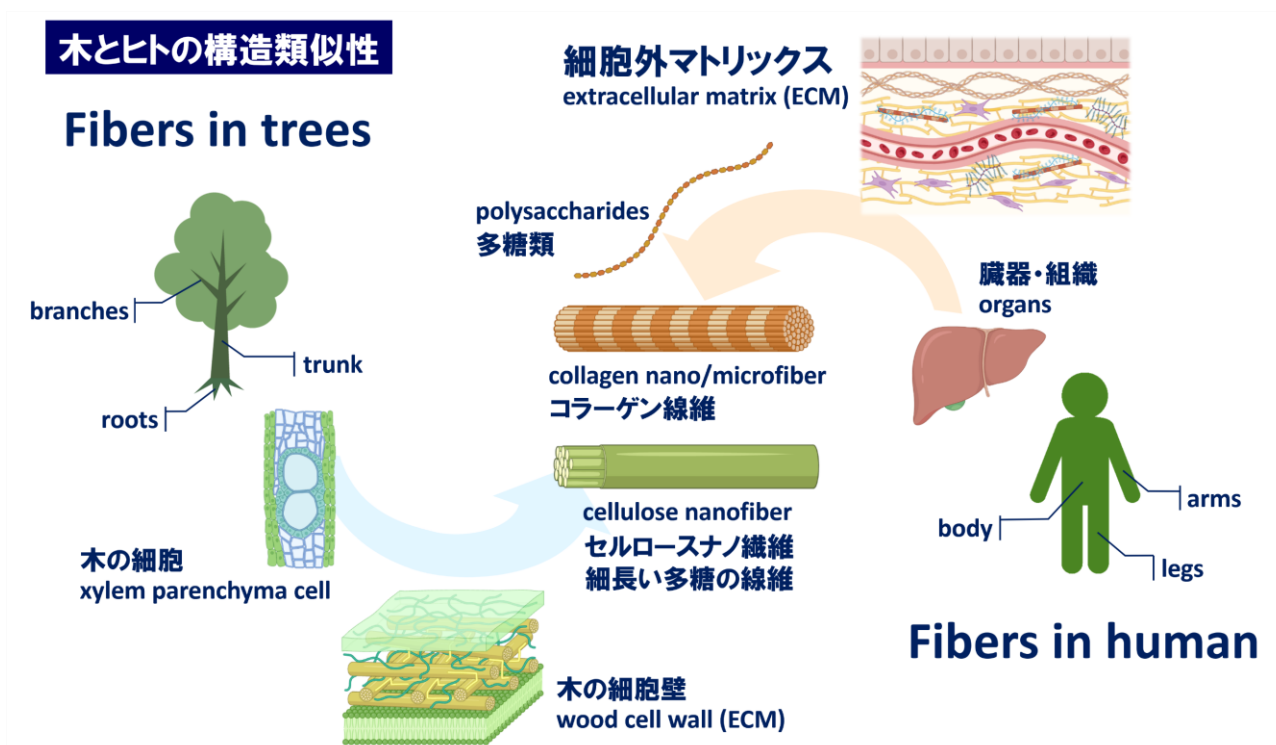 木とヒトの構造類似性
Fibers in trees
branches
trunk
roots
木の細胞
xylem parenchyma cell
細胞外マトリックス
extracellular matrix (ECM)
polysaccharides
多糖類
collagen nano/microfiber
コラーゲン線維
cellulose nanofiber
セルロースナノ繊維
細長い多糖の線維
木の細胞壁
wood cell wall (ECM)
臓器・組織
organs
arms
body
legs
Fibers in human